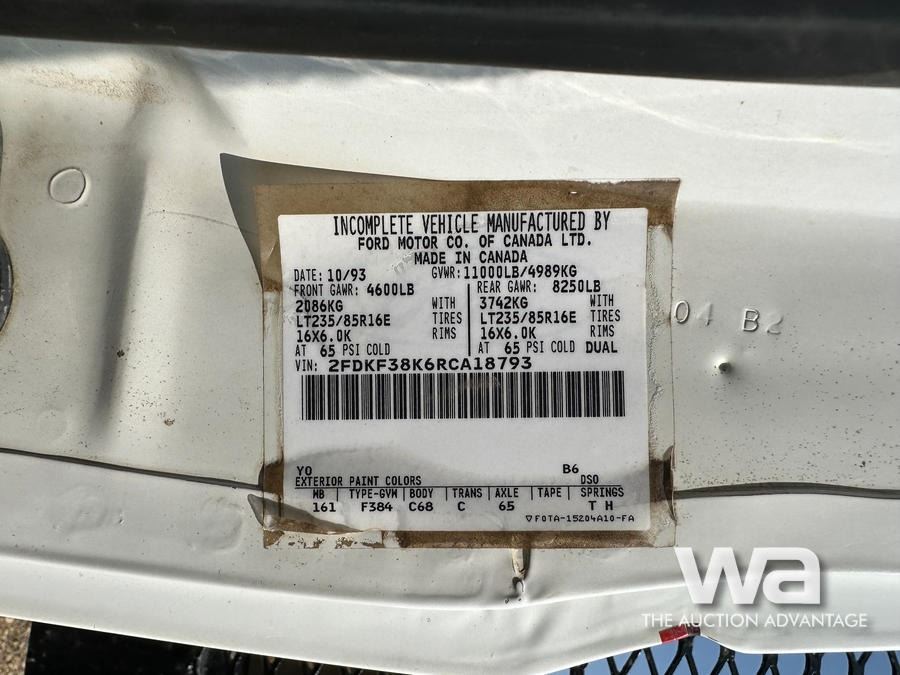 INCOMPLETE VEHICLE MANUFACTURED BY
FORD MOTOR CO. OF CANADA LTD.
MADE IN CANADA
DATE: 10/93 GVWR: 11000LB/4989KG
FRONT GAWR: 4600LB REAR GAWR: 8250LB
2086KG WITH 3742KG WITH
LT235/85R16E TIRES LT235/85R16E TIRES
16X6.0K RIMS 16X6.0K RIMS
AT 65 PSI COLD AT 65 PSI COLD DUAL
VIN: 2FDKF38K6RCA18793
YO B6
EXTERIOR PAINT COLORS DSO
WB TYPE-GVW BODY TRANS AXLE TAPE SPRINGS
161 F384 C68 C 65 T H
▽F0TA-15204A10-FA
04 B2
wa
THE AUCTION ADVANTAGE